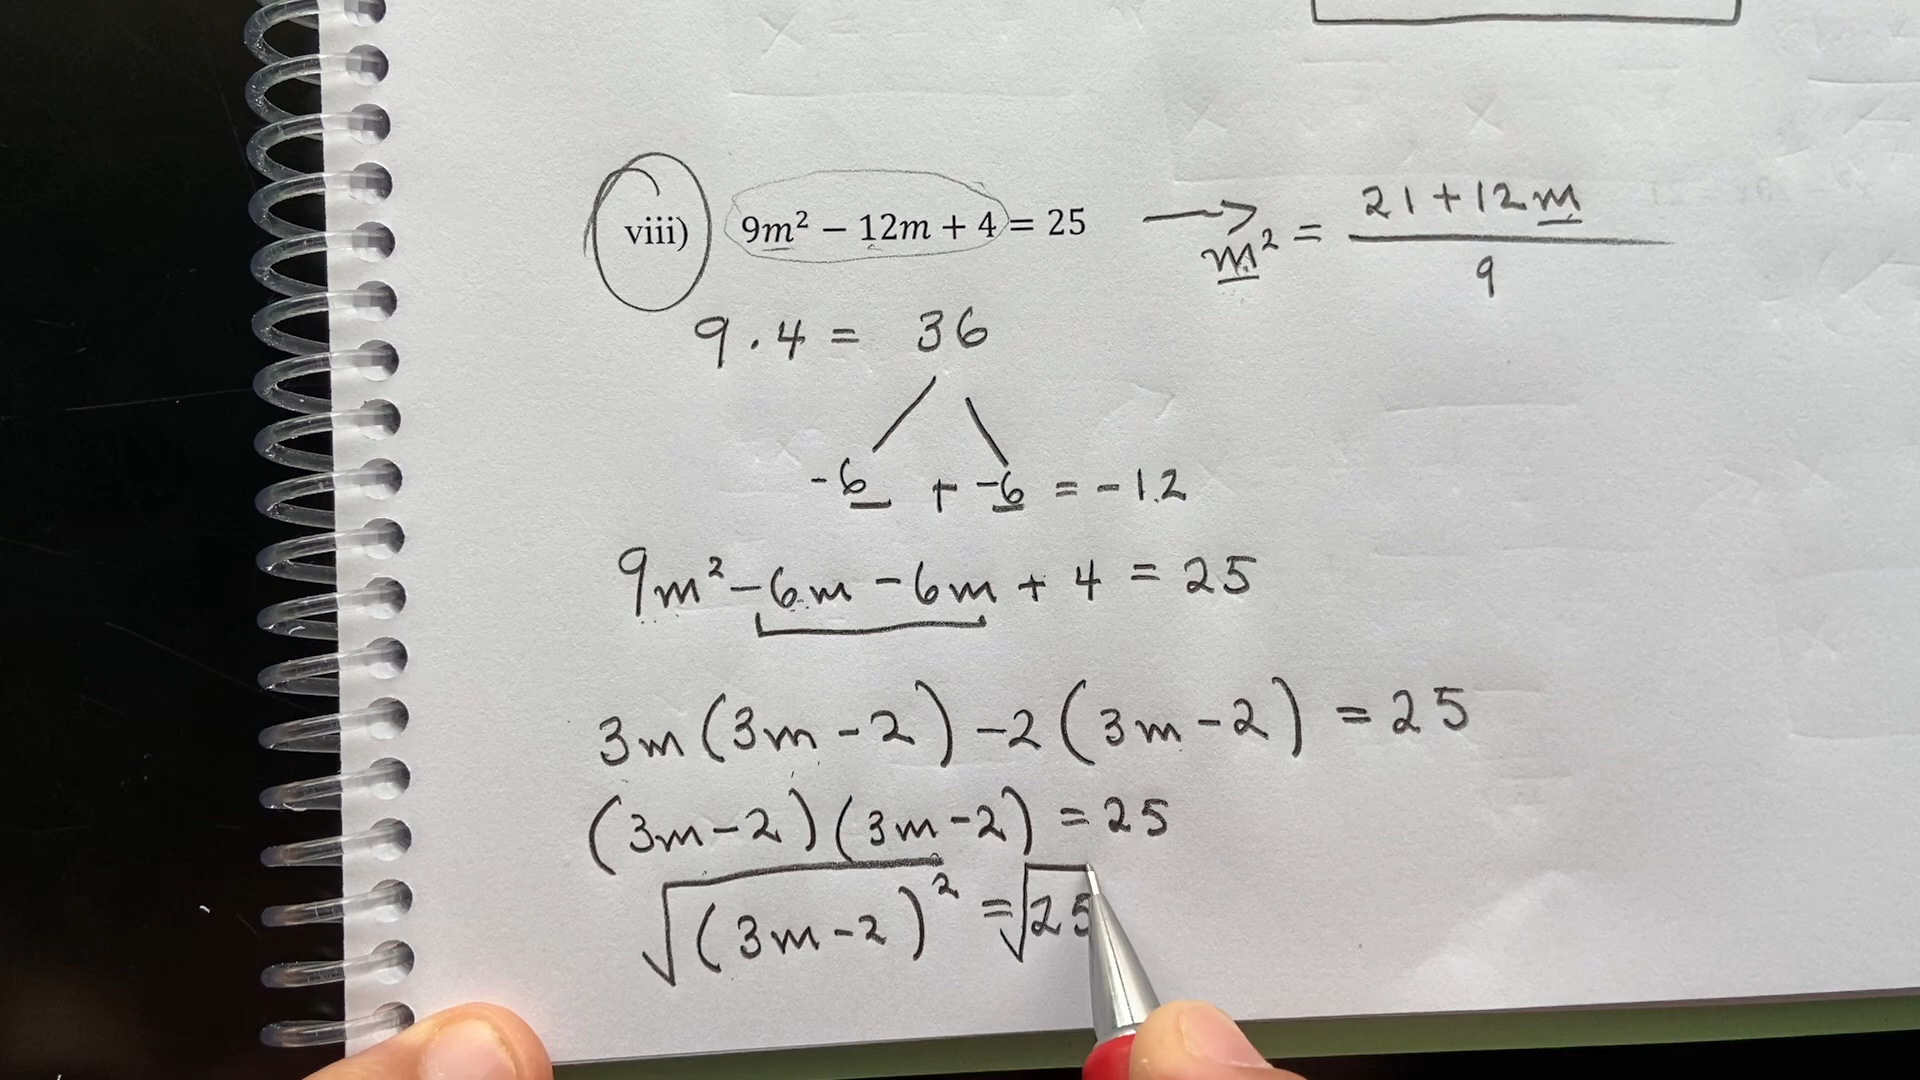 viii) 9m² − 12m + 4 = 25 → m² = (21 + 12m)/9
9 . 4 = 36
-6 + -6 = -12
9m² - 6m - 6m + 4 = 25
3m(3m - 2) - 2(3m - 2) = 25
(3m - 2)(3m - 2) = 25
√(3m - 2)² = √25